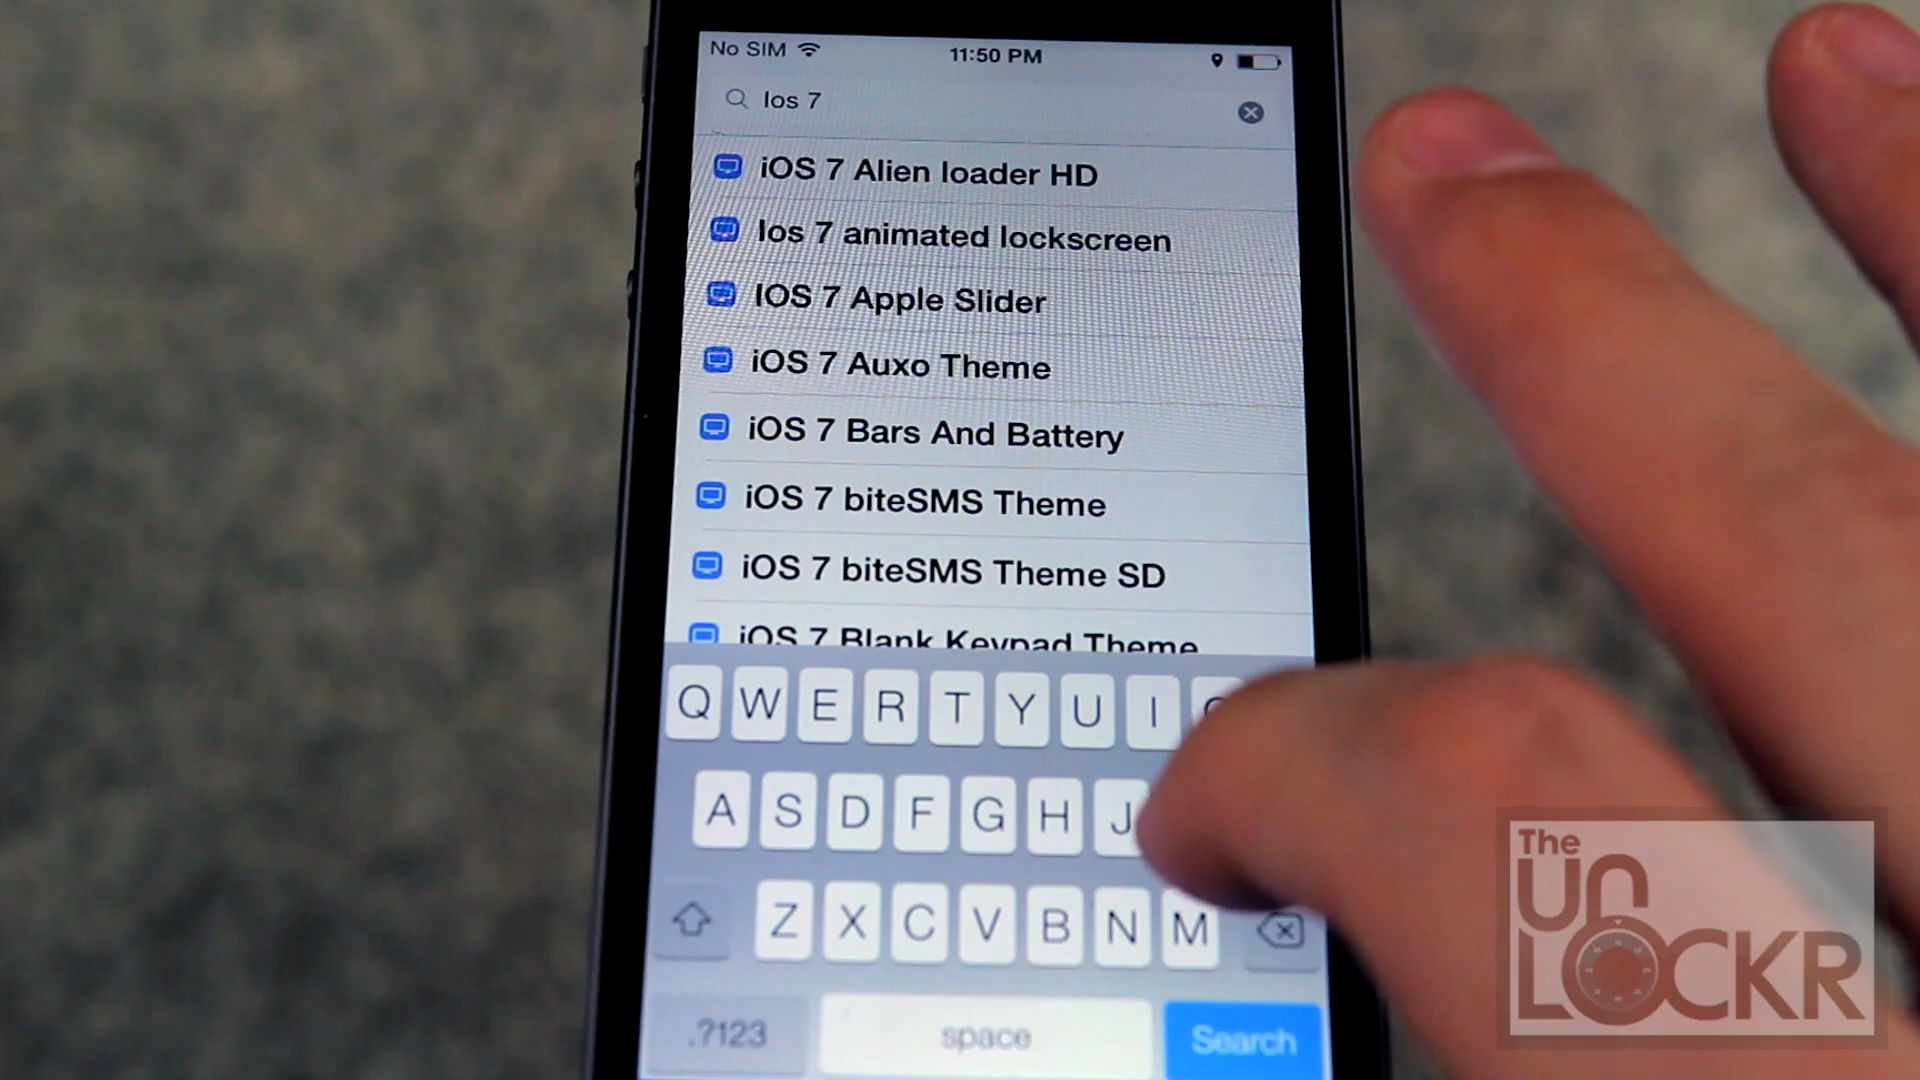 No SIM
11:50 PM
Ios 7
iOS 7 Alien loader HD
Ios 7 animated lockscreen
IOS 7 Apple Slider
iOS 7 Auxo Theme
iOS 7 Bars And Battery
iOS 7 biteSMS Theme
iOS 7 biteSMS Theme SD
iOS 7 Blank Keypad Theme
Q W E R T Y U I
A S D F G H J
Z X C V B N M
.?123 space Search
The
UN
LOCKR